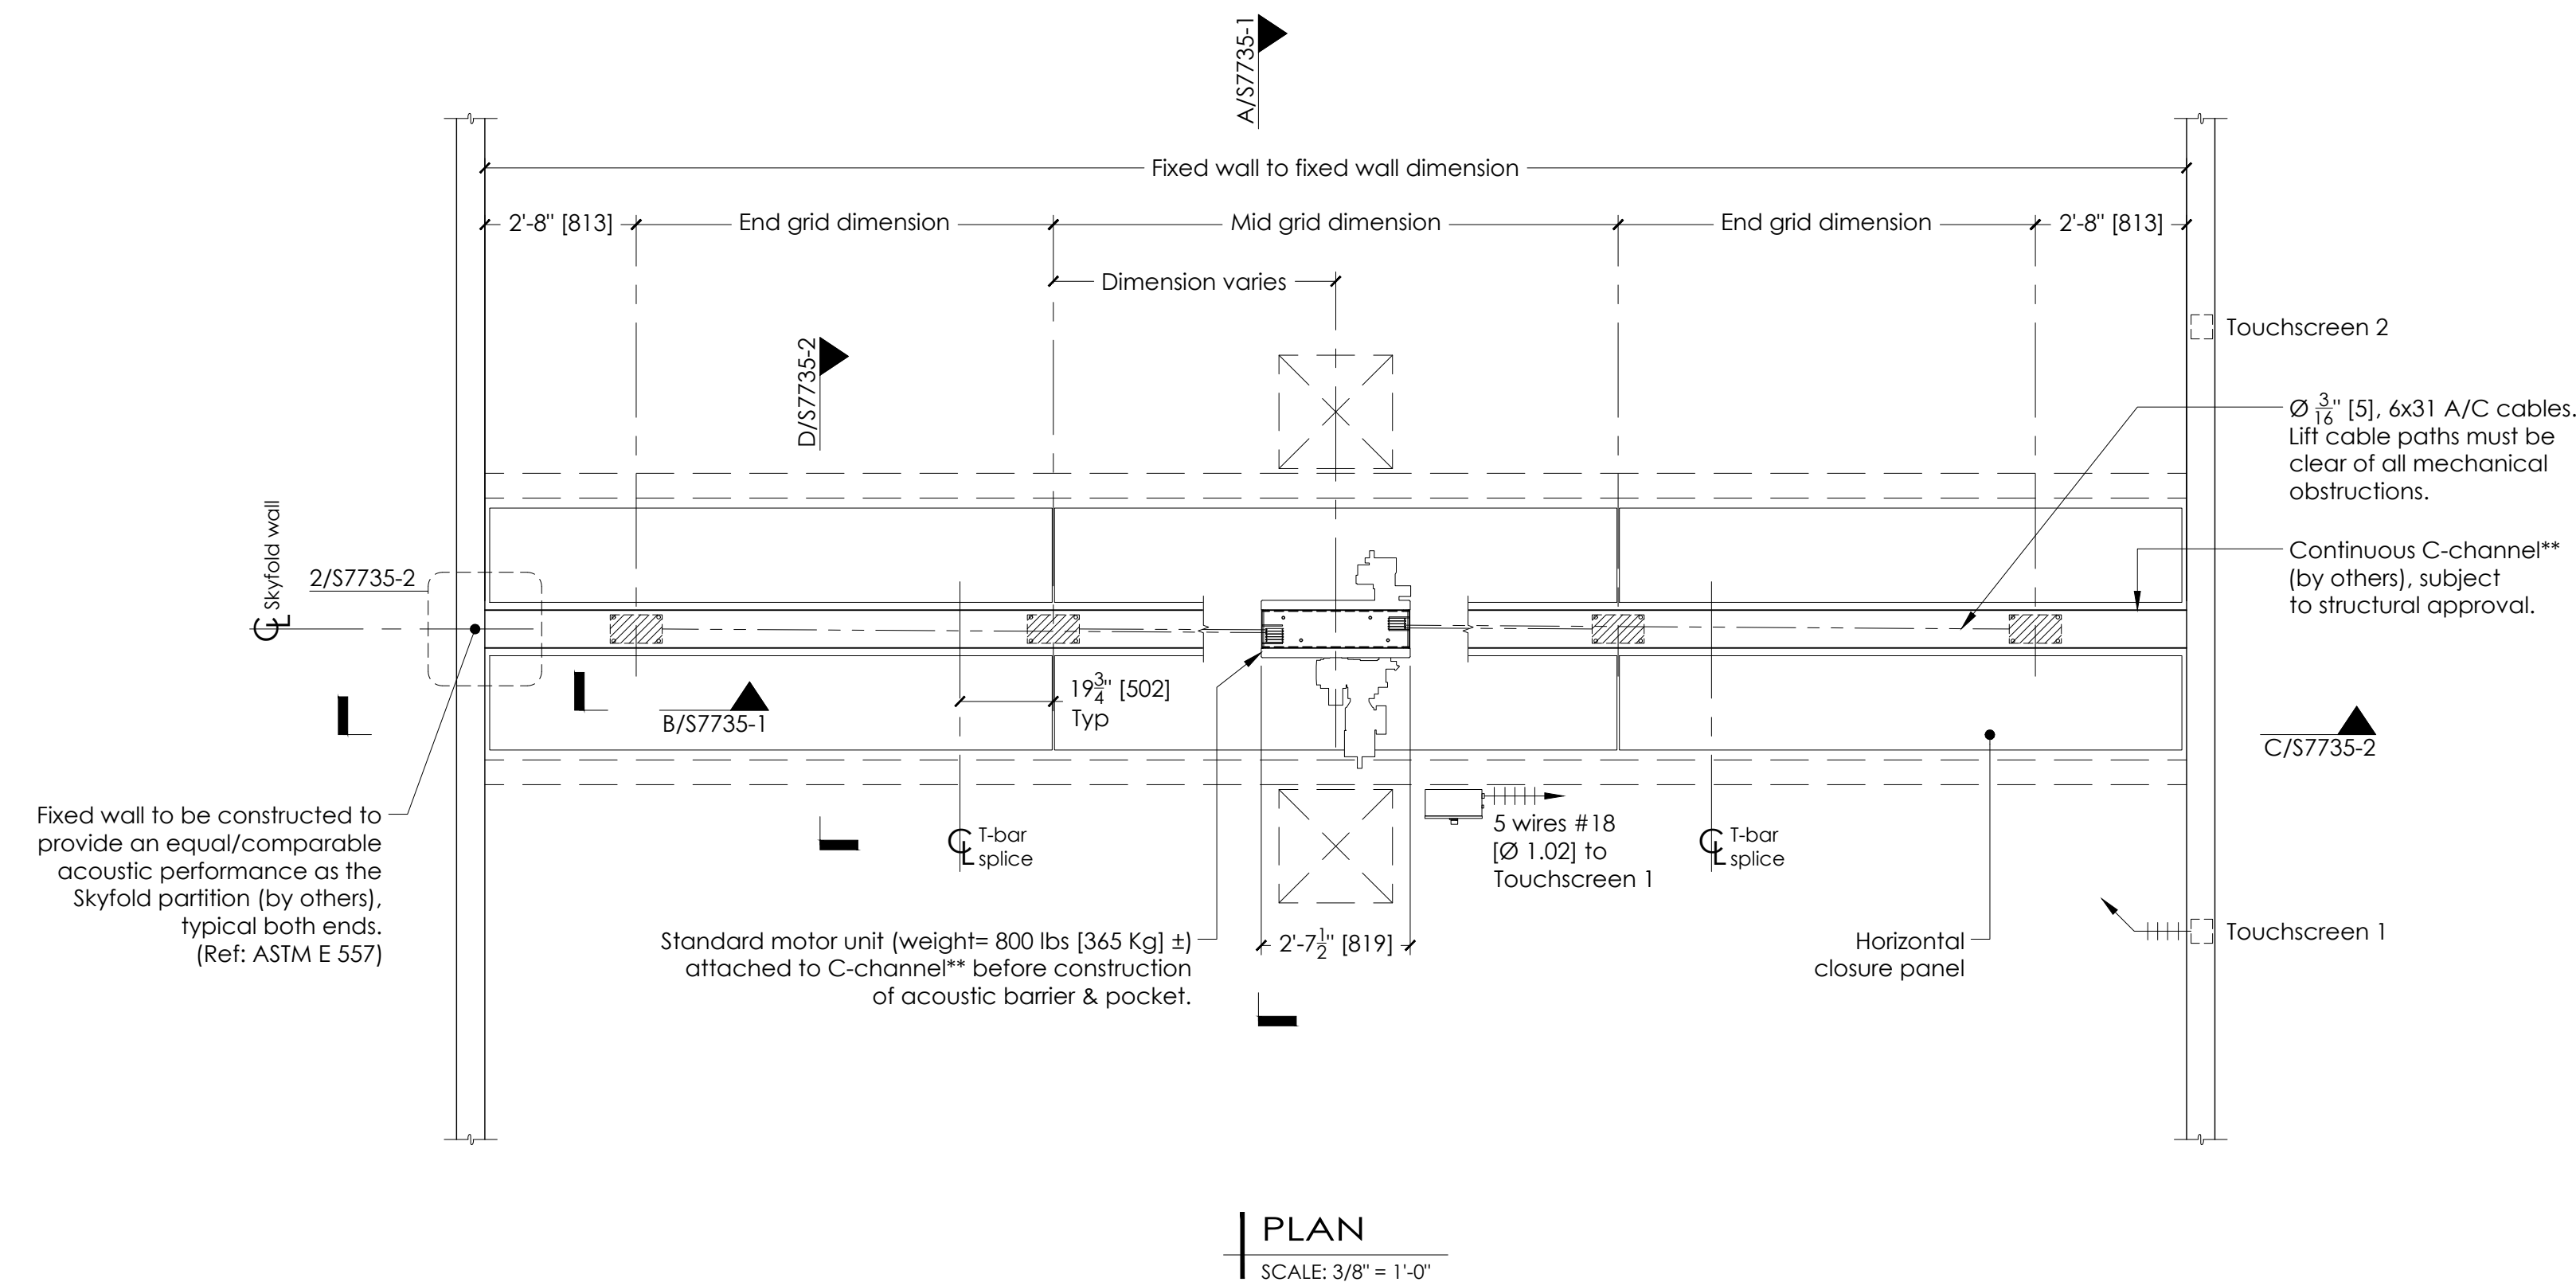 A/S7735-1
Fixed wall to fixed wall dimension
2'-8" [813]
End grid dimension
Mid grid dimension
End grid dimension
2'-8" [813]
Dimension varies
D/S7735-2
Touchscreen 2
Ø 3/16" [5], 6x31 A/C cables.
Lift cable paths must be
clear of all mechanical
obstructions.
CL Skyfold wall
2/S7735-2
Continuous C-channel**
(by others), subject
to structural approval.
19 3/4" [502]
Typ
B/S7735-1
C/S7735-2
Fixed wall to be constructed to
provide an equal/comparable
acoustic performance as the
Skyfold partition (by others),
typical both ends.
(Ref: ASTM E 557)
CL T-bar
splice
5 wires #18
[Ø 1.02] to
Touchscreen 1
CL T-bar
splice
Standard motor unit (weight= 800 lbs [365 Kg] ±)
attached to C-channel** before construction
of acoustic barrier & pocket.
2'-7 1/2" [819]
Horizontal
closure panel
Touchscreen 1
PLAN
SCALE: 3/8" = 1'-0"